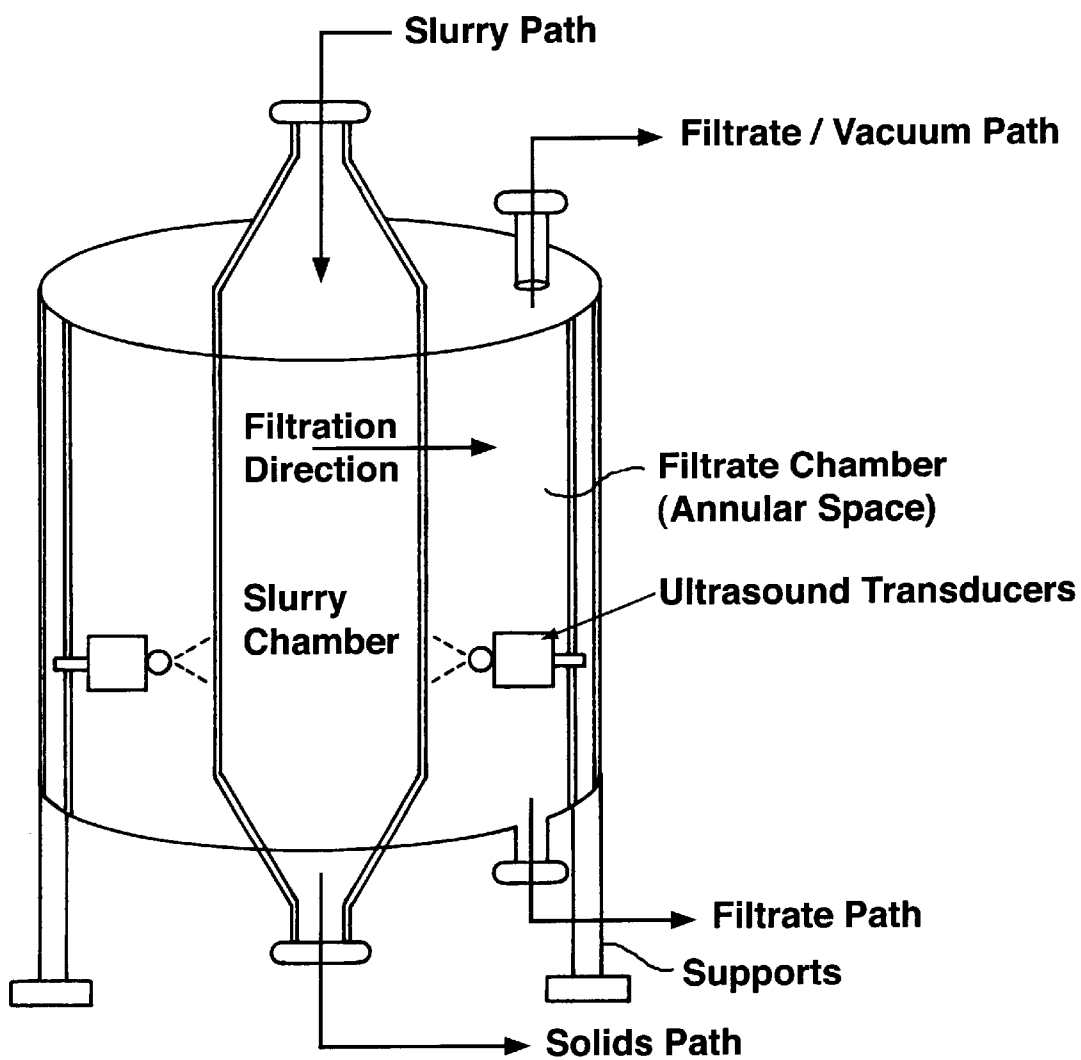 Slurry Path
Filtrate / Vacuum Path
Filtration
Direction
Filtrate Chamber
(Annular Space)
Slurry
Chamber
Ultrasound Transducers
Filtrate Path
Supports
Solids Path